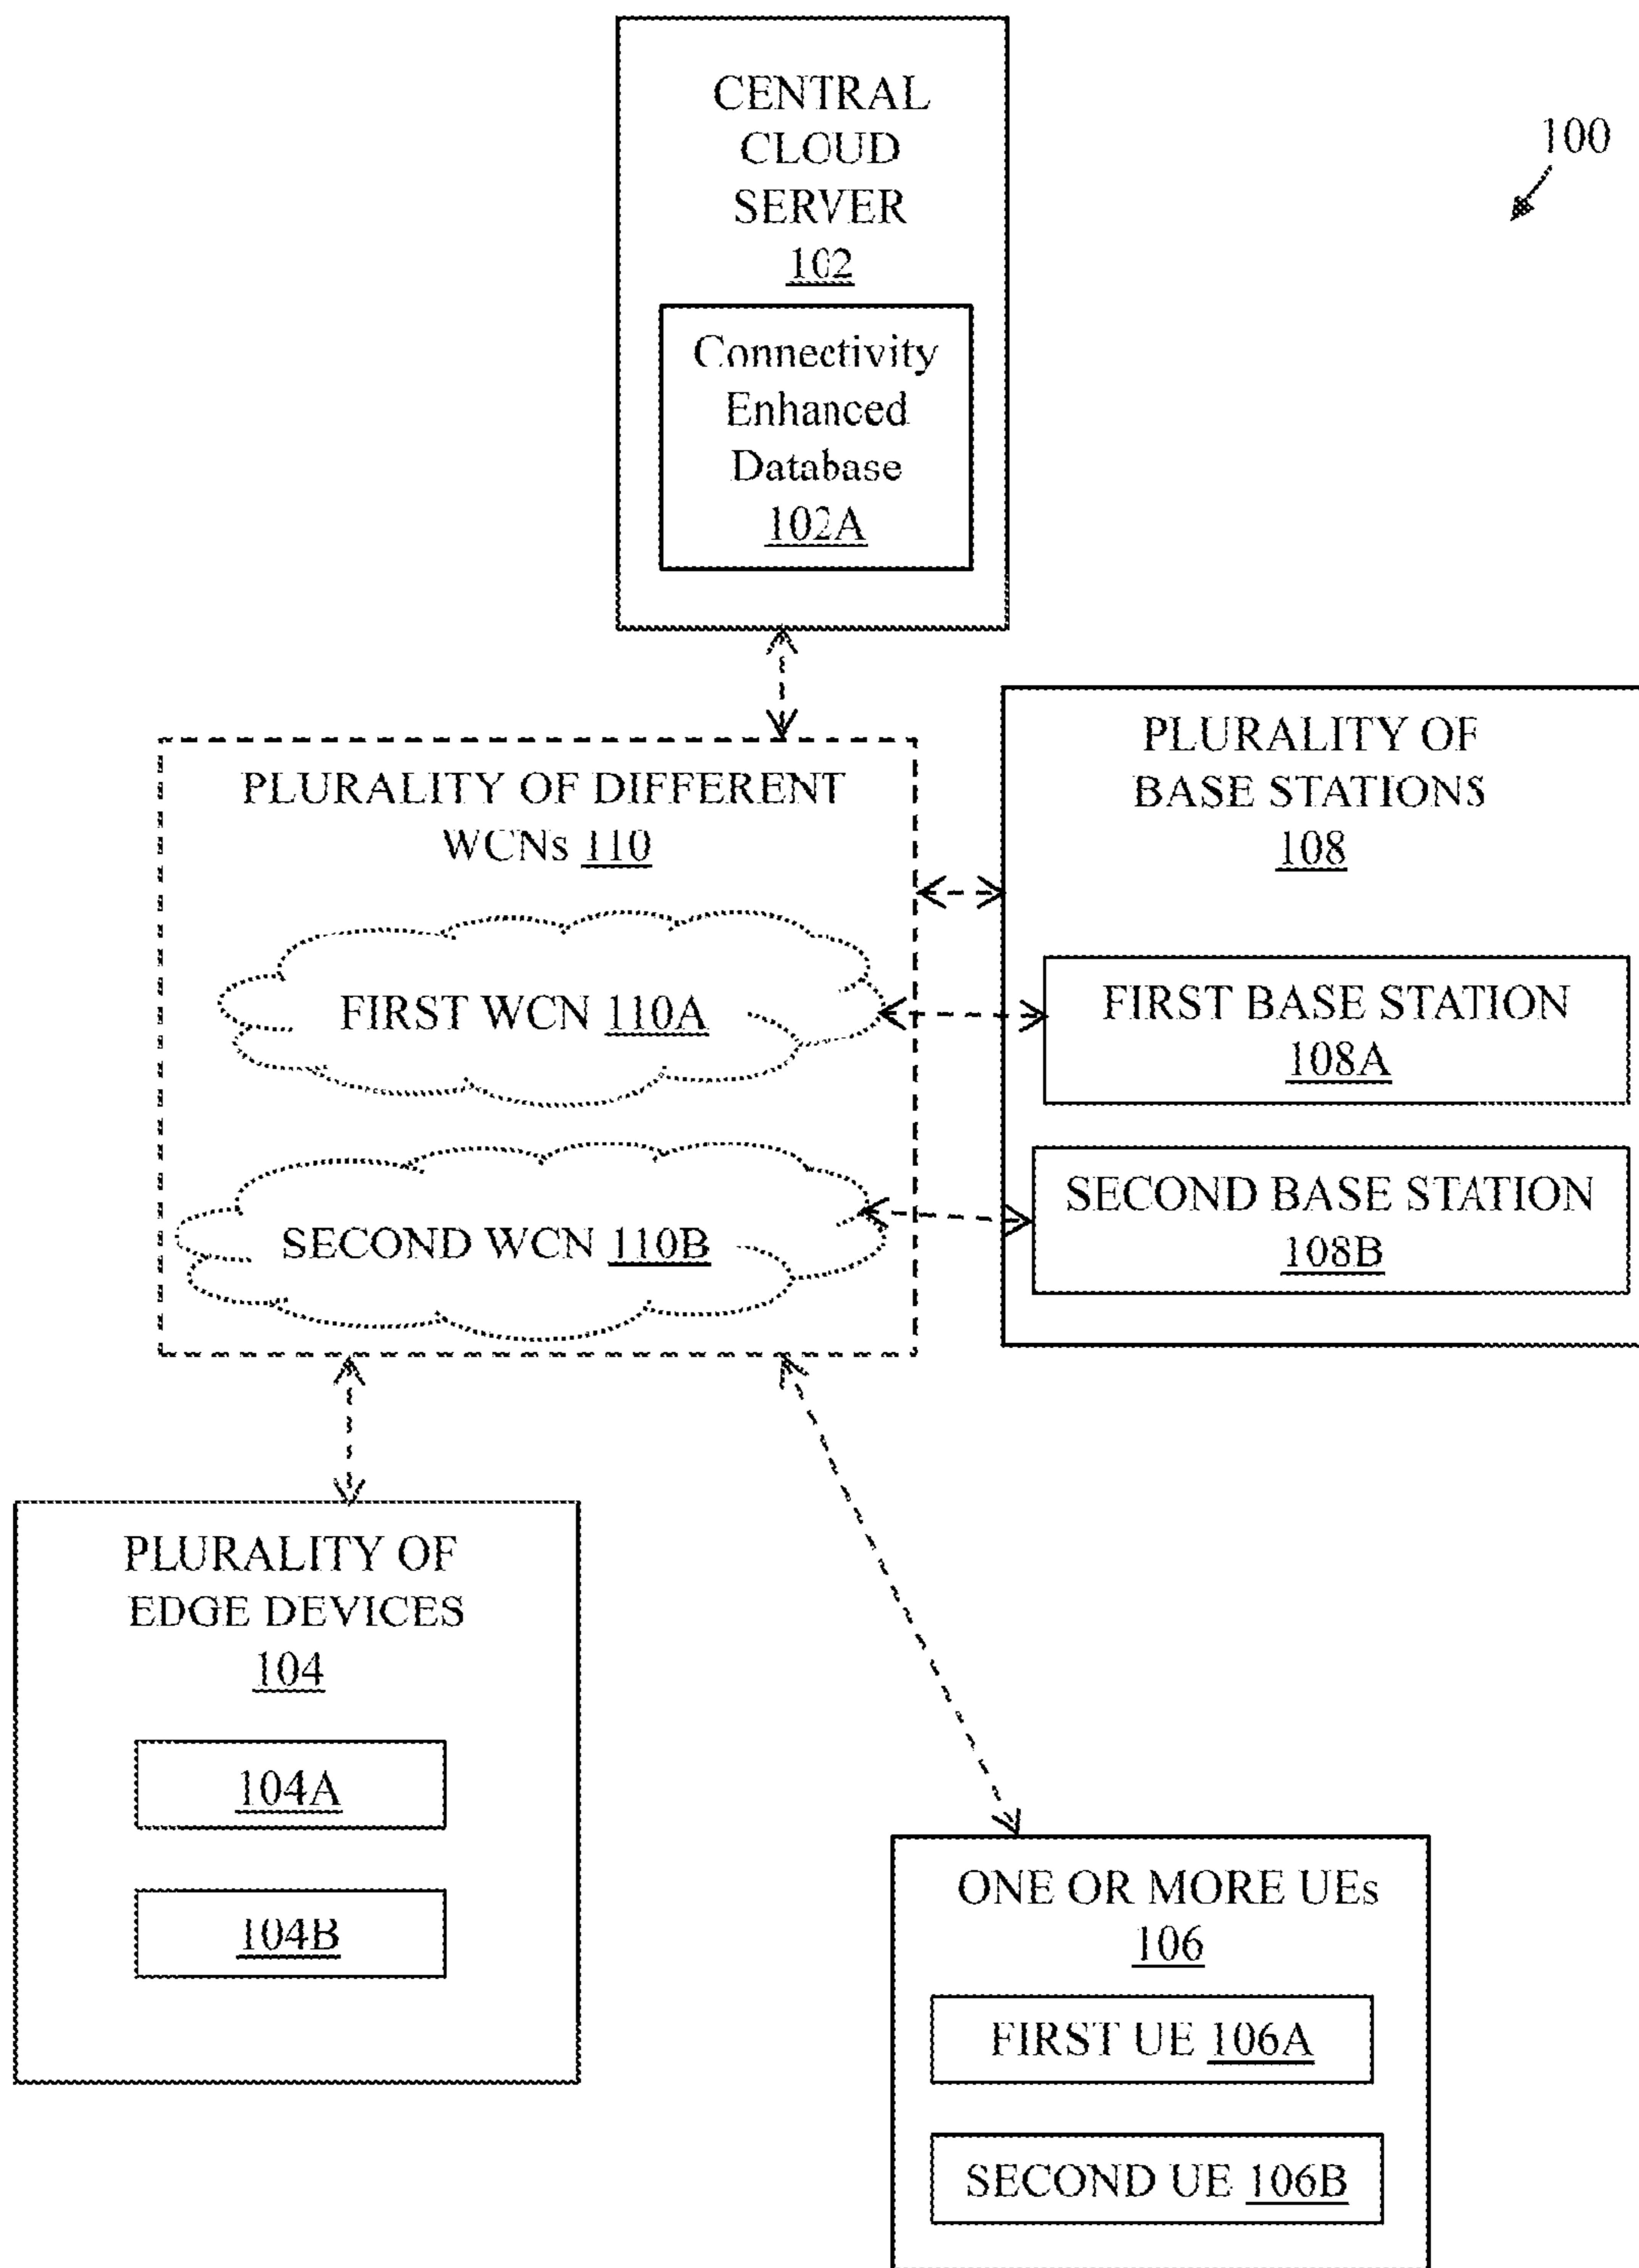 CENTRAL
CLOUD
SERVER
102
Connectivity
Enhanced
Database
102A
100
PLURALITY OF DIFFERENT
WCNs 110
FIRST WCN 110A
SECOND WCN 110B
PLURALITY OF
BASE STATIONS
108
FIRST BASE STATION
108A
SECOND BASE STATION
108B
PLURALITY OF
EDGE DEVICES
104
104A
104B
ONE OR MORE UEs
106
FIRST UE 106A
SECOND UE 106B